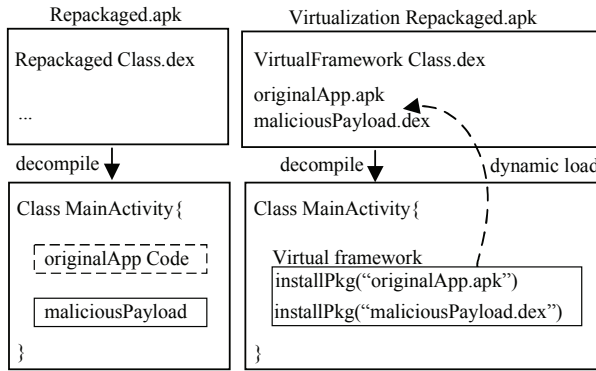 Repackaged.apk
Repackaged Class.dex
...
decompile
Class MainActivity{
originalApp Code
maliciousPayload
}
Virtualization Repackaged.apk
VirtualFramework Class.dex
originalApp.apk
maliciousPayload.dex
decompile
dynamic load
Class MainActivity{
Virtual framework
installPkg(“originalApp.apk”)
installPkg(“maliciousPayload.dex”)
}